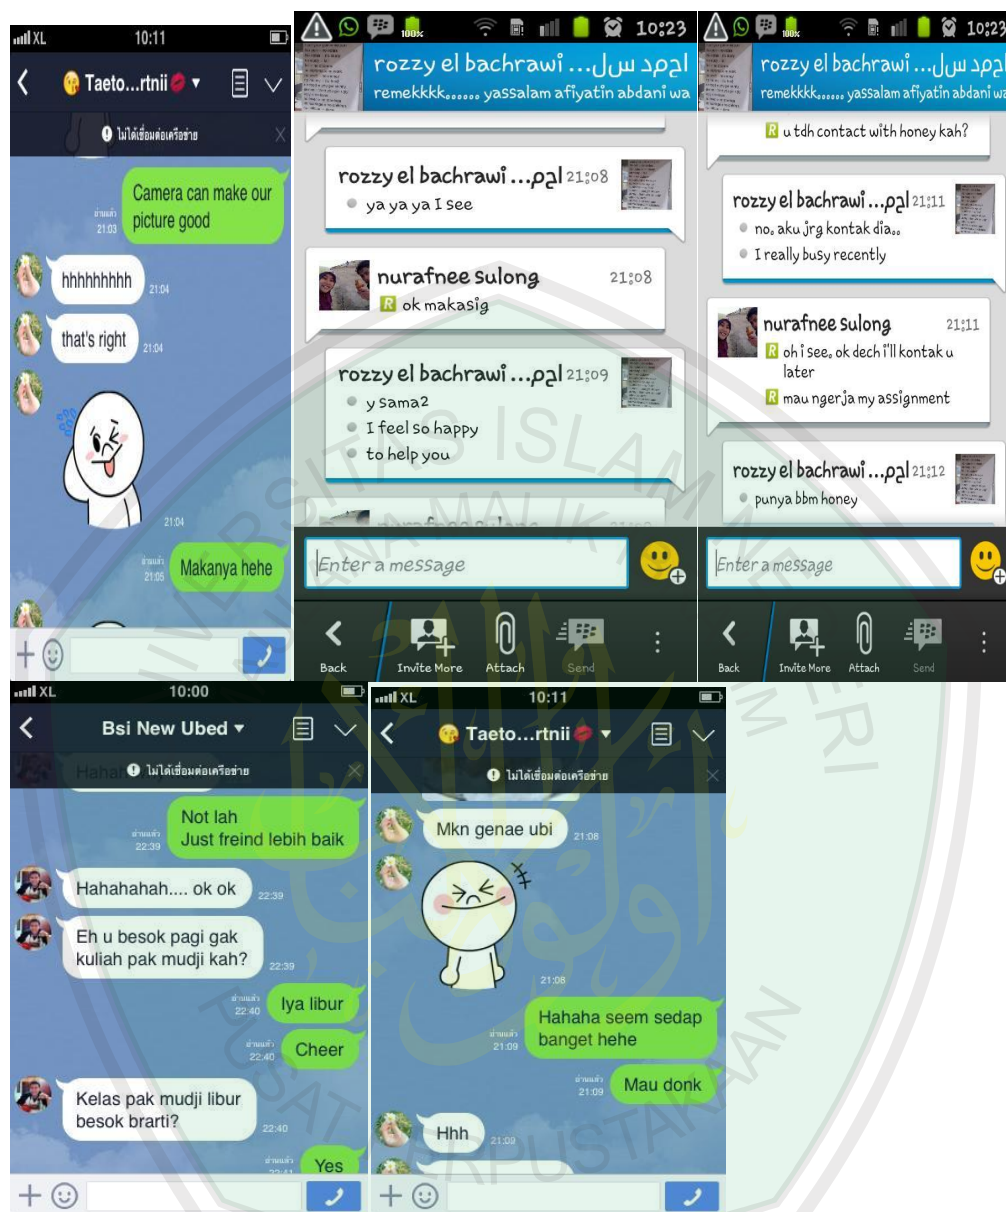 XL 10:11
Taeto...rtnii
ไม่ได้เชื่อมต่อเครือข่าย
Camera can make our
picture good
อ่านแล้ว
21:03
hhhhhhhhh 21:04
that's right 21:04
21:04
อ่านแล้ว
21:05
Makanya hehe
100% 10:23
rozzy el bachrawi ...احمد سل
remekkkk...... yassalam afiyatin abdani wa
rozzy el bachrawi ... 21:08
ya ya ya I see
nurafnee sulong 21:08
R ok makasig
rozzy el bachrawi ... 21:09
y sama2
I feel so happy
to help you
nurafnee sulong
Enter a message
Back Invite More Attach Send
100% 10:23
rozzy el bachrawi ...احمد سل
remekkkk...... yassalam afiyatin abdani wa
R u tdh contact with honey kah?
rozzy el bachrawi ... 21:11
no. aku jrg kontak dia..
I really busy recently
nurafnee sulong 21:11
R oh i see. ok dech i'll kontak u
later
R mau ngerja my assignment
rozzy el bachrawi ... 21:12
punya bbm honey
Enter a message
Back Invite More Attach Send
XL 10:00
Bsi New Ubed
ไม่ได้เชื่อมต่อเครือข่าย
Not lah
Just freind lebih baik
อ่านแล้ว
22:39
Hahahahah.... ok ok 22:39
Eh u besok pagi gak
kuliah pak mudji kah? 22:39
อ่านแล้ว
22:40
Iya libur
อ่านแล้ว
22:40
Cheer
Kelas pak mudji libur
besok brarti? 22:40
อ่านแล้ว
22:41
Yes
XL 10:11
Taeto...rtnii
ไม่ได้เชื่อมต่อเครือข่าย
Mkn genae ubi 21:08
21:08
Hahaha seem sedap
banget hehe
อ่านแล้ว
21:09
อ่านแล้ว
21:09
Mau donk
Hhh 21:09
PUSAT PERPUSTAKAAN